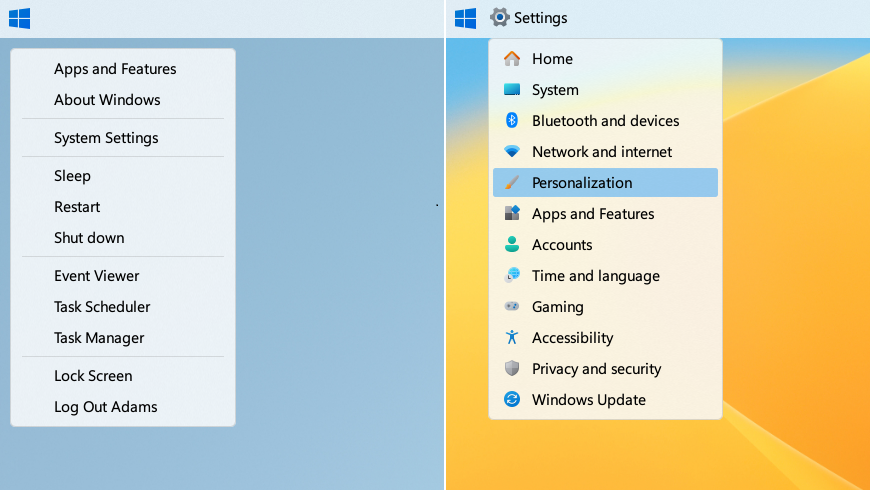 Apps and Features
About Windows
System Settings
Sleep
Restart
Shut down
Event Viewer
Task Scheduler
Task Manager
Lock Screen
Log Out Adams
Settings
Home
System
Bluetooth and devices
Network and internet
Personalization
Apps and Features
Accounts
Time and language
Gaming
Accessibility
Privacy and security
Windows Update